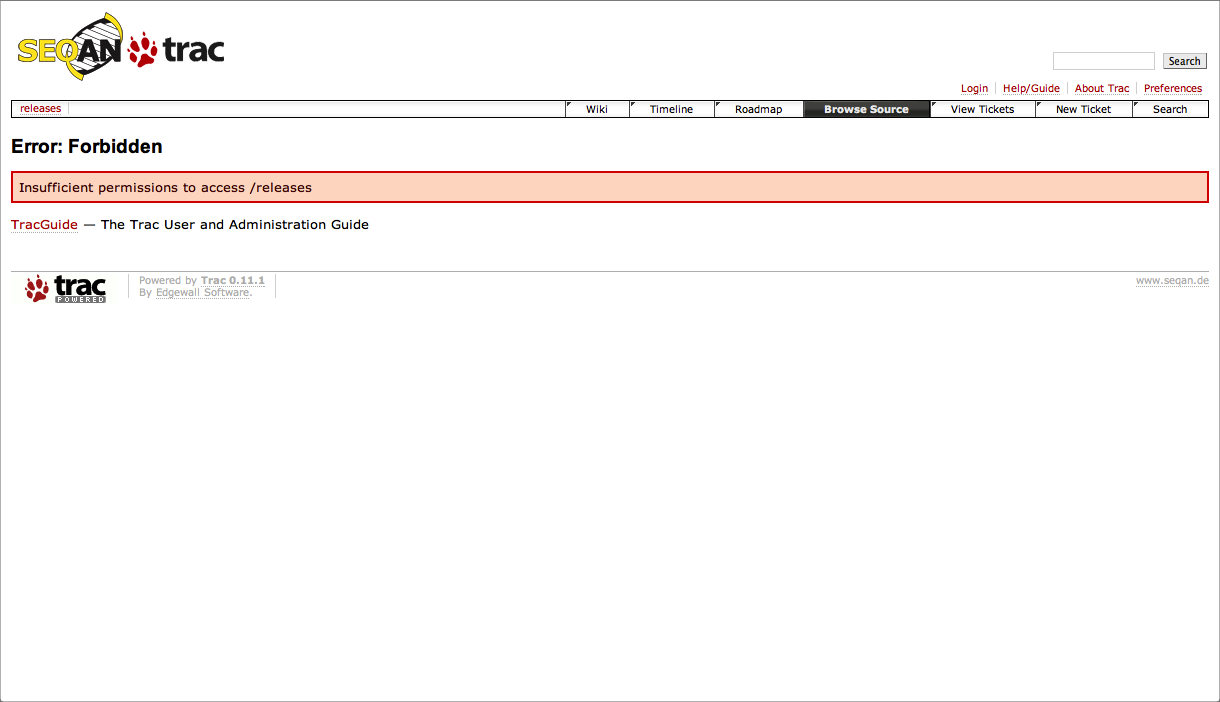 SEQAN trac
Search
Login Help/Guide About Trac Preferences
releases Wiki Timeline Roadmap Browse Source View Tickets New Ticket Search
Error: Forbidden
Insufficient permissions to access /releases
TracGuide — The Trac User and Administration Guide
trac POWERED
Powered by Trac 0.11.1
By Edgewall Software.
www.seqan.de